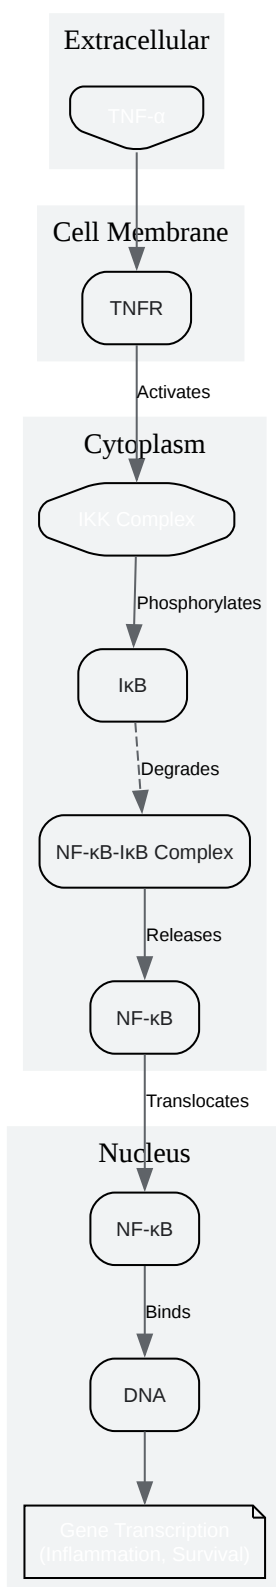 Extracellular
TNF-α
Cell Membrane
TNFR
Activates
Cytoplasm
IKK Complex
Phosphorylates
IκB
Degrades
NF-κB-IκB Complex
Releases
NF-κB
Translocates
Nucleus
NF-κB
Binds
DNA
Gene Transcription
(Inflammation, Survival)